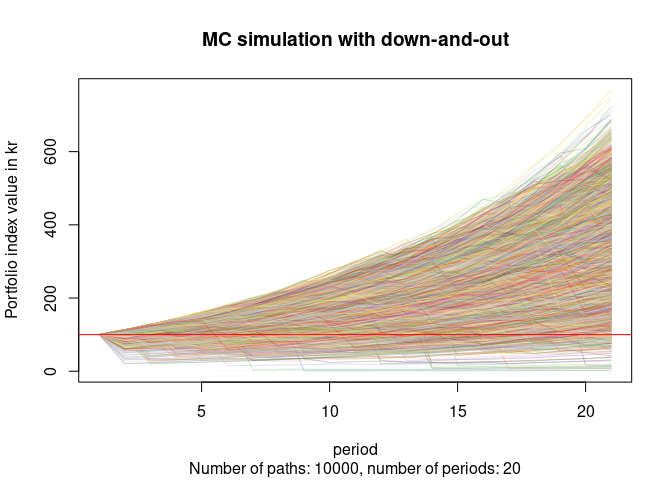 MC simulation with down-and-out
Portfolio index value in kr
600
400
200
0
5 10 15 20
period
Number of paths: 10000, number of periods: 20